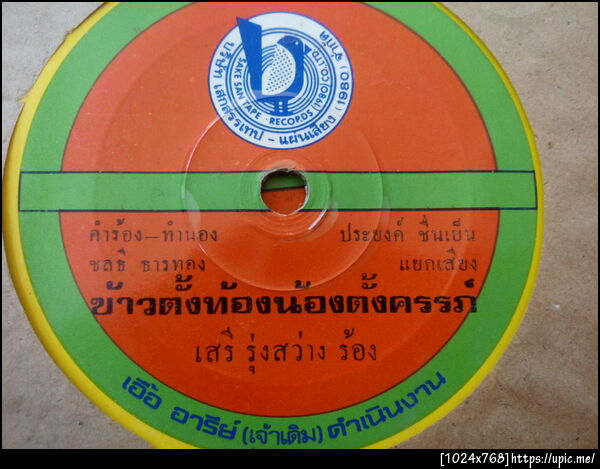 บริษัท เสกสรรเทป - แผ่นเสียง (1980) จำกัด
SAKE SAN TAPE · RECORDS (1980) CO., LTD.
คำร้อง-ทำนอง
ชลธี ธารทอง
ประยงค์ ชื่นเย็น
แยกเสียง
ข้าวตั้งท้องน้องตั้งครรภ์
เสรี รุ่งสว่าง ร้อง
เอื้อ อารีย์ (เจ้าเดิม) ดำเนินงาน
[1024x768]https://upic.me/